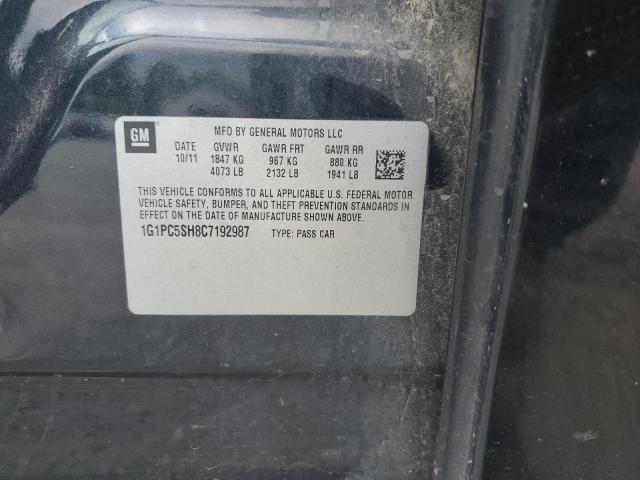 GM
MFD BY GENERAL MOTORS LLC
DATE GVWR GAWR FRT GAWR RR
10/11 1847 KG 967 KG 880 KG
4073 LB 2132 LB 1941 LB
THIS VEHICLE CONFORMS TO ALL APPLICABLE U.S. FEDERAL MOTOR
VEHICLE SAFETY, BUMPER, AND THEFT PREVENTION STANDARDS IN
EFFECT ON THE DATE OF MANUFACTURE SHOWN ABOVE.
1G1PC5SH8C7192987 TYPE: PASS CAR